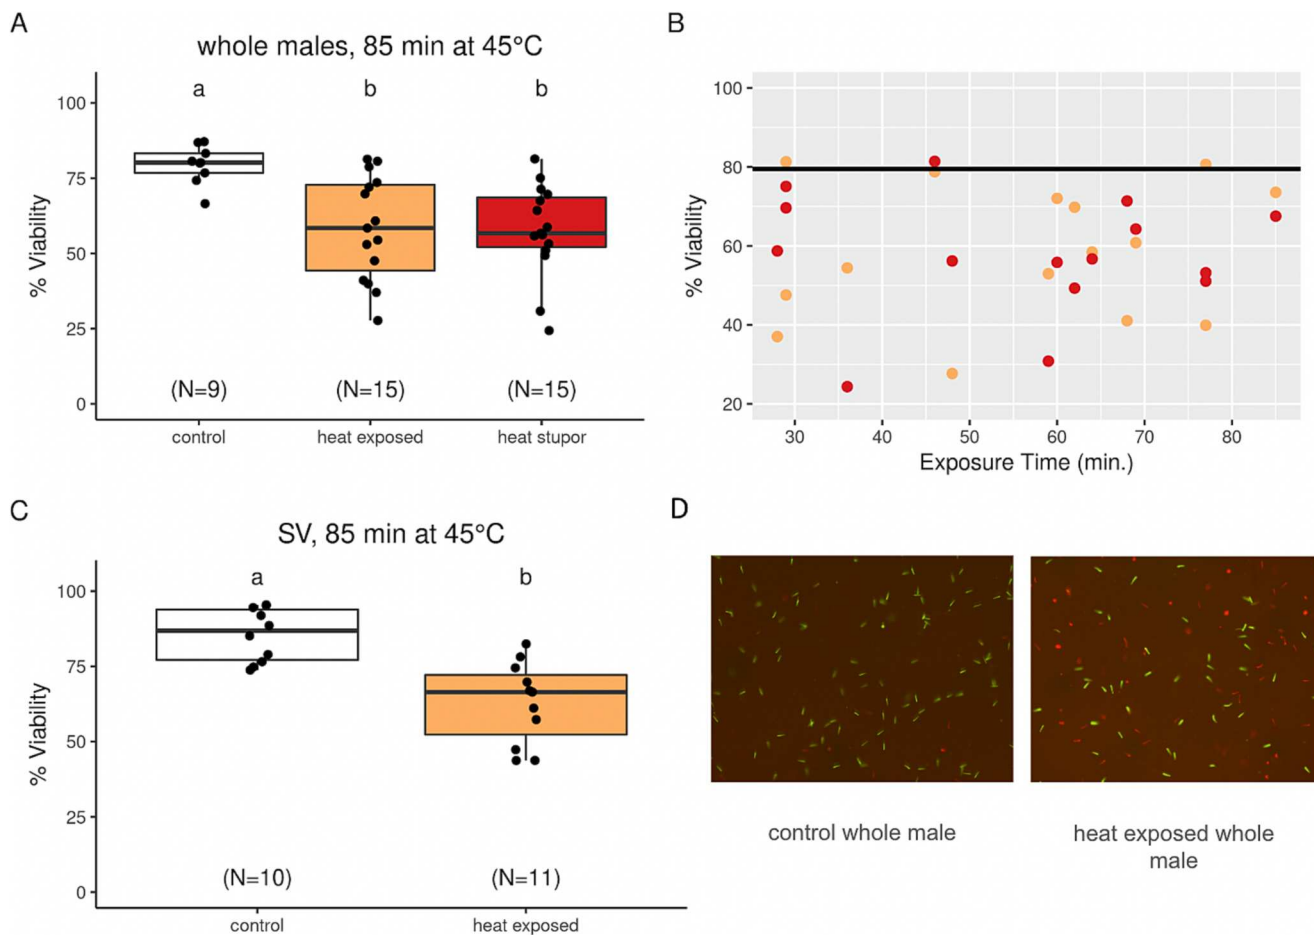 A
whole males, 85 min at 45°C
a
b
b
100
75
50
25
0
% Viability
(N=9)
(N=15)
(N=15)
control
heat exposed
heat stupor
B
100
80
60
40
20
% Viability
30
40
50
60
70
80
Exposure Time (min.)
C
SV, 85 min at 45°C
a
b
100
75
50
25
0
% Viability
(N=10)
(N=11)
control
heat exposed
D
control whole male
heat exposed whole
male